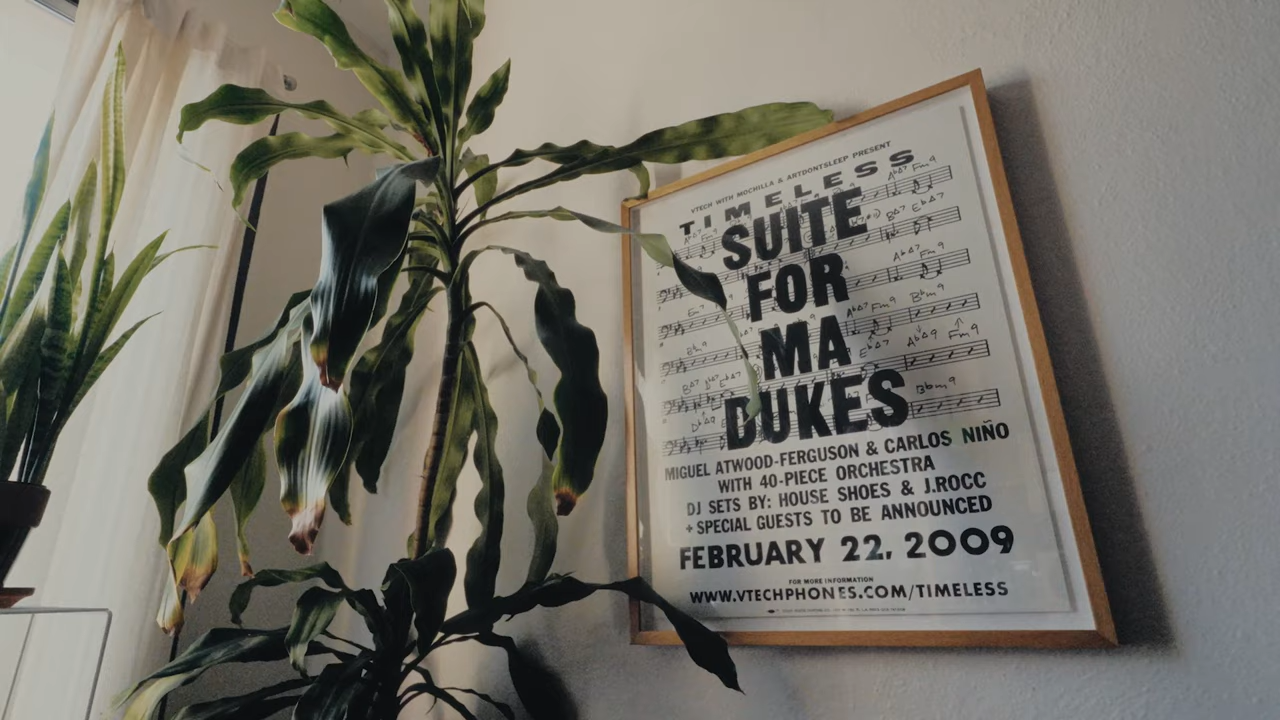 VTECH WITH MOCHILLA & ARTDONTSLEEP PRESENT
TIMELESS
SUITE
FOR
MA
DUKES
MIGUEL ATWOOD-FERGUSON & CARLOS NIÑO
WITH 40-PIECE ORCHESTRA
DJ SETS BY: HOUSE SHOES & J.ROCC
+ SPECIAL GUESTS TO BE ANNOUNCED
FEBRUARY 22, 2009
FOR MORE INFORMATION
WWW.VTECHPHONES.COM/TIMELESS